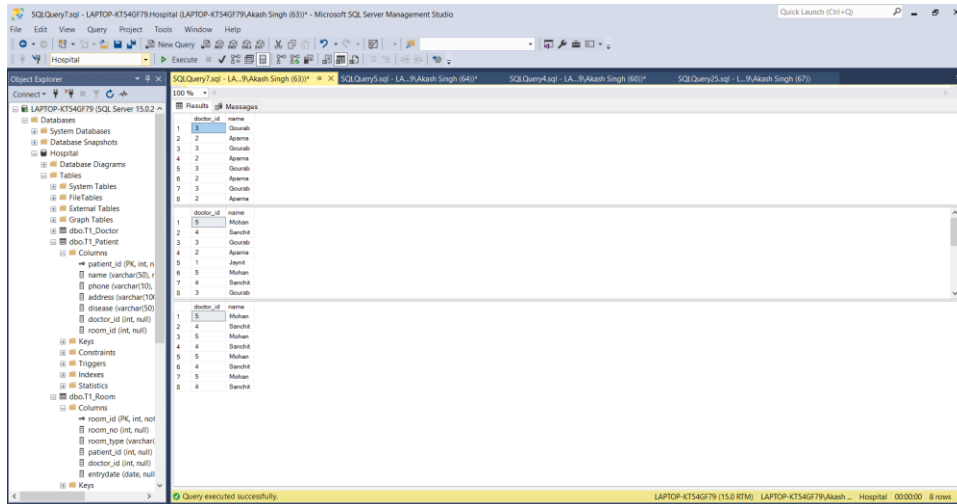 SQLQuery7.sql - LAPTOP-KT54GF79.Hospital (LAPTOP-KT54GF79\Akash Singh (63))* - Microsoft SQL Server Management Studio
Quick Launch (Ctrl+Q)
File Edit View Query Project Tools Window Help
New Query
Hospital
Execute
Object Explorer
Connect
LAPTOP-KT54GF79 (SQL Server 15.0.2
Databases
System Databases
Database Snapshots
Hospital
Database Diagrams
Tables
System Tables
FileTables
External Tables
Graph Tables
dbo.T1_Doctor
dbo.T1_Patient
Columns
patient_id (PK, int, n
name (varchar(50), r
phone (varchar(10),
address (varchar(100
disease (varchar(50)
doctor_id (int, null)
room_id (int, null)
Keys
Constraints
Triggers
Indexes
Statistics
dbo.T1_Room
Columns
room_id (PK, int, not
room_no (int, null)
room_type (varchar(
patient_id (int, null)
doctor_id (int, null)
entrydate (date, null
Keys
SQLQuery7.sql - LA...9\Akash Singh (63))* SQLQuery5.sql - LA...9\Akash Singh (64))* SQLQuery4.sql - LA...9\Akash Singh (60))* SQLQuery25.sql - L...9\Akash Singh (67))
100 %
Results Messages
doctor_id name
1 3 Gourab
2 2 Aparna
3 3 Gourab
4 2 Aparna
5 3 Gourab
6 2 Aparna
7 3 Gourab
8 2 Aparna
doctor_id name
1 5 Mohan
2 4 Sanchit
3 3 Gourab
4 2 Aparna
5 1 Jaynit
6 5 Mohan
7 4 Sanchit
8 3 Gourab
doctor_id name
1 5 Mohan
2 4 Sanchit
3 5 Mohan
4 4 Sanchit
5 5 Mohan
6 4 Sanchit
7 5 Mohan
8 4 Sanchit
Query executed successfully. LAPTOP-KT54GF79 (15.0 RTM) LAPTOP-KT54GF79\Akash ... Hospital 00:00:00 8 rows